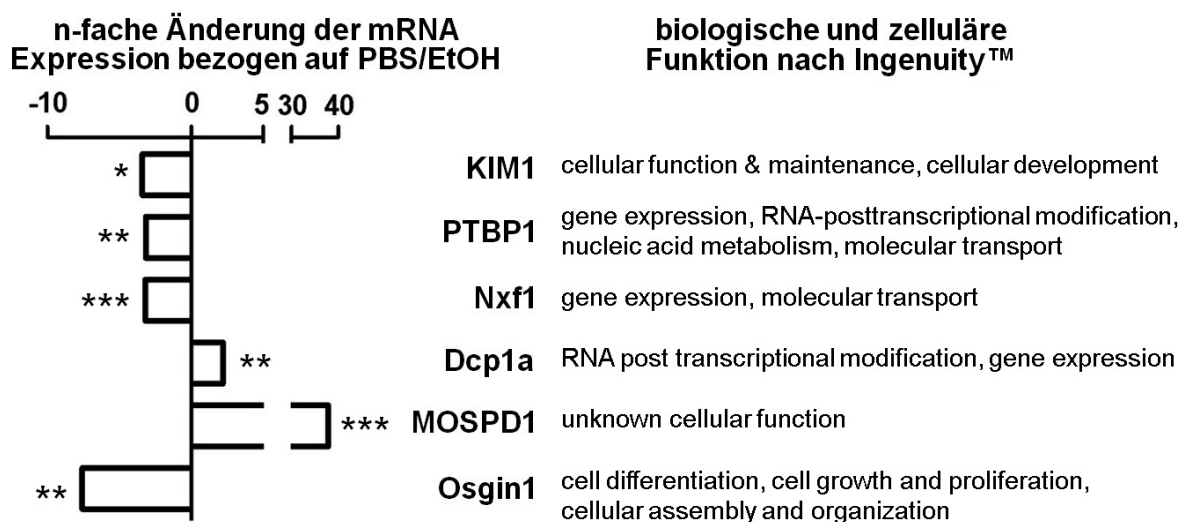 n-fache Änderung der mRNA
Expression bezogen auf PBS/EtOH
biologische und zelluläre
Funktion nach Ingenuity™
-10 0 5 30 40
* KIM1 cellular function & maintenance, cellular development
** PTBP1 gene expression, RNA-posttranscriptional modification,
nucleic acid metabolism, molecular transport
*** Nxf1 gene expression, molecular transport
** Dcp1a RNA post transcriptional modification, gene expression
*** MOSPD1 unknown cellular function
** Osgin1 cell differentiation, cell growth and proliferation,
cellular assembly and organization